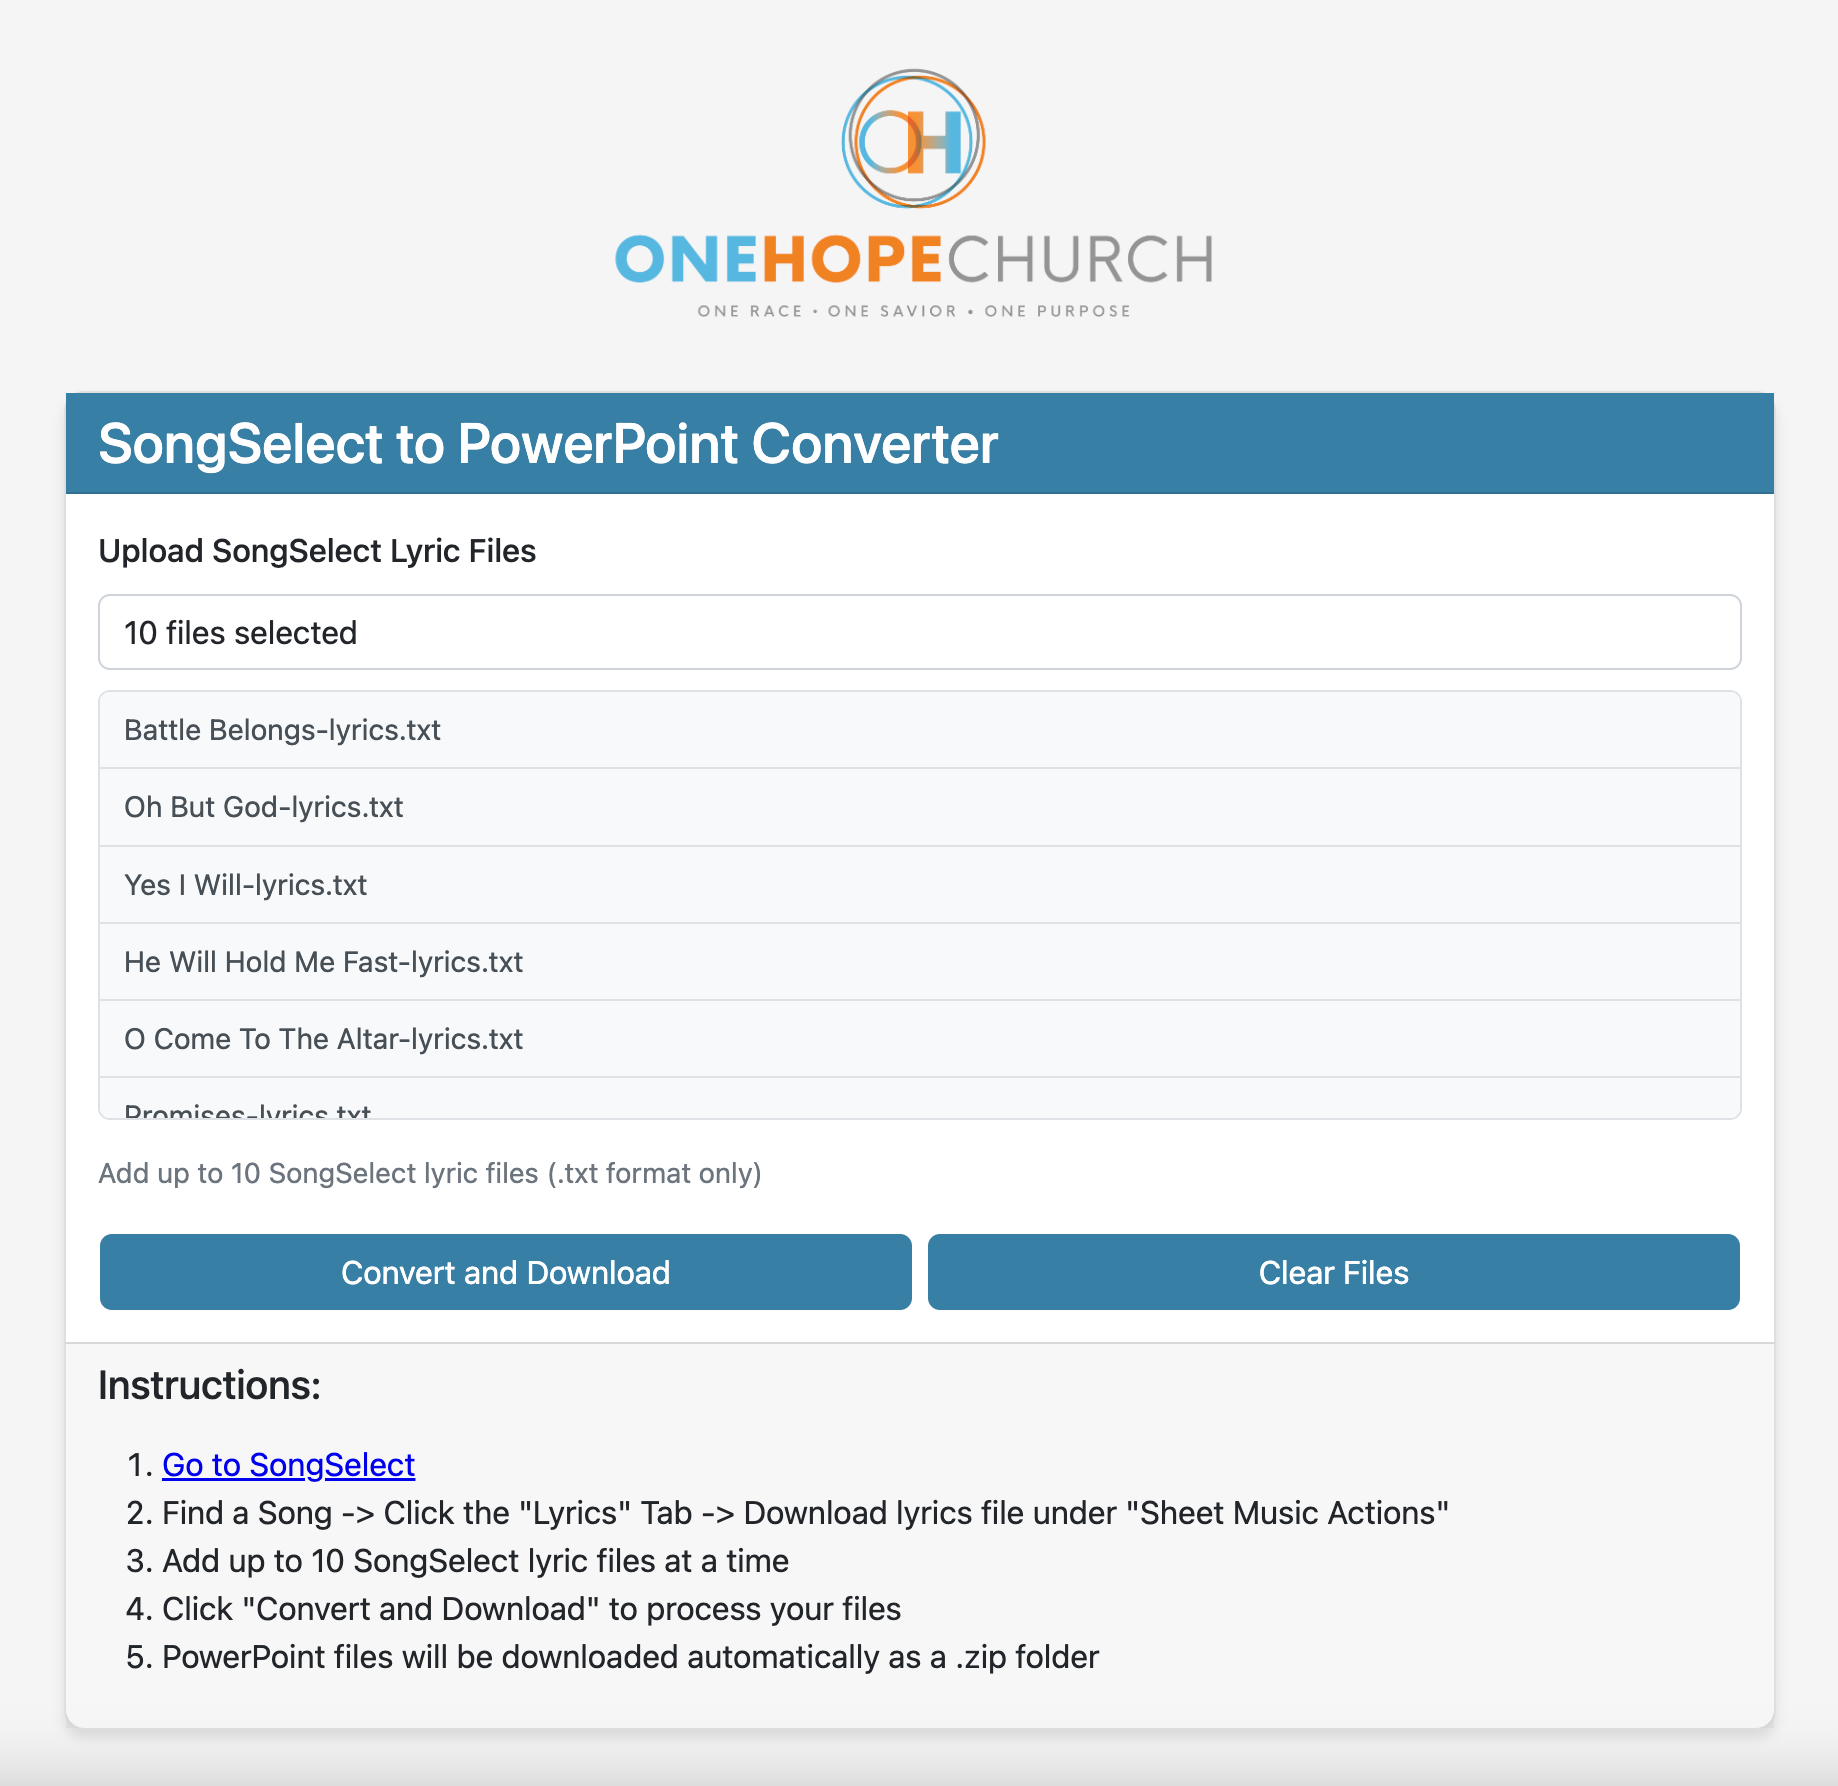 OH
ONEHOPECHURCH
ONE RACE • ONE SAVIOR • ONE PURPOSE
SongSelect to PowerPoint Converter
Upload SongSelect Lyric Files
10 files selected
Battle Belongs-lyrics.txt
Oh But God-lyrics.txt
Yes I Will-lyrics.txt
He Will Hold Me Fast-lyrics.txt
O Come To The Altar-lyrics.txt
Promises-lyrics.txt
Add up to 10 SongSelect lyric files (.txt format only)
Convert and Download
Clear Files
Instructions:
1. Go to SongSelect
2. Find a Song -> Click the "Lyrics" Tab -> Download lyrics file under "Sheet Music Actions"
3. Add up to 10 SongSelect lyric files at a time
4. Click "Convert and Download" to process your files
5. PowerPoint files will be downloaded automatically as a .zip folder